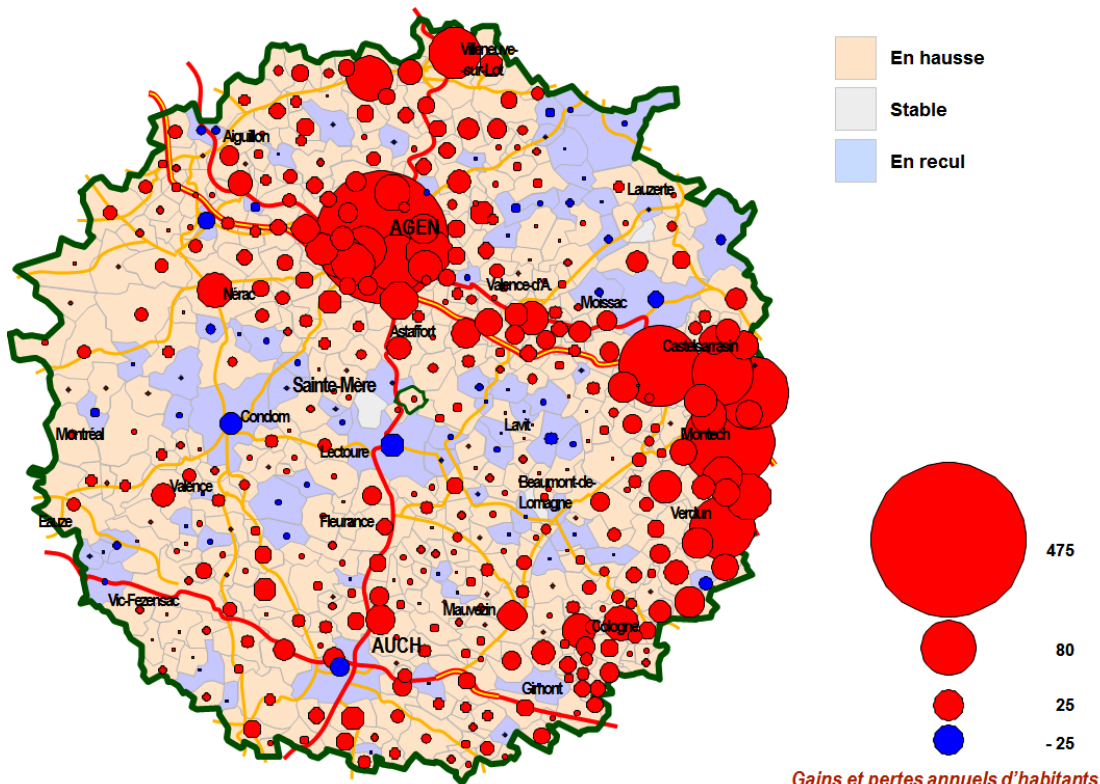 Villeneuve-
-sur-Lot
En hausse
Stable
En recul
Aiguillon
Lauzerte
AGEN
Nérac
Valence-d'A.
Moissac
Astaffort
Castelsarrasin
Sainte-Mère
Condom
Montréal
Lavit
Montech
Lectoure
Valence
Beaumont-de-
Lomagne
Eauze
Fleurance
Verdun
475
Vic-Fezensac
Mauvezin
Cologne
AUCH
80
Gimont
25
- 25
Gains et pertes annuels d'habitants